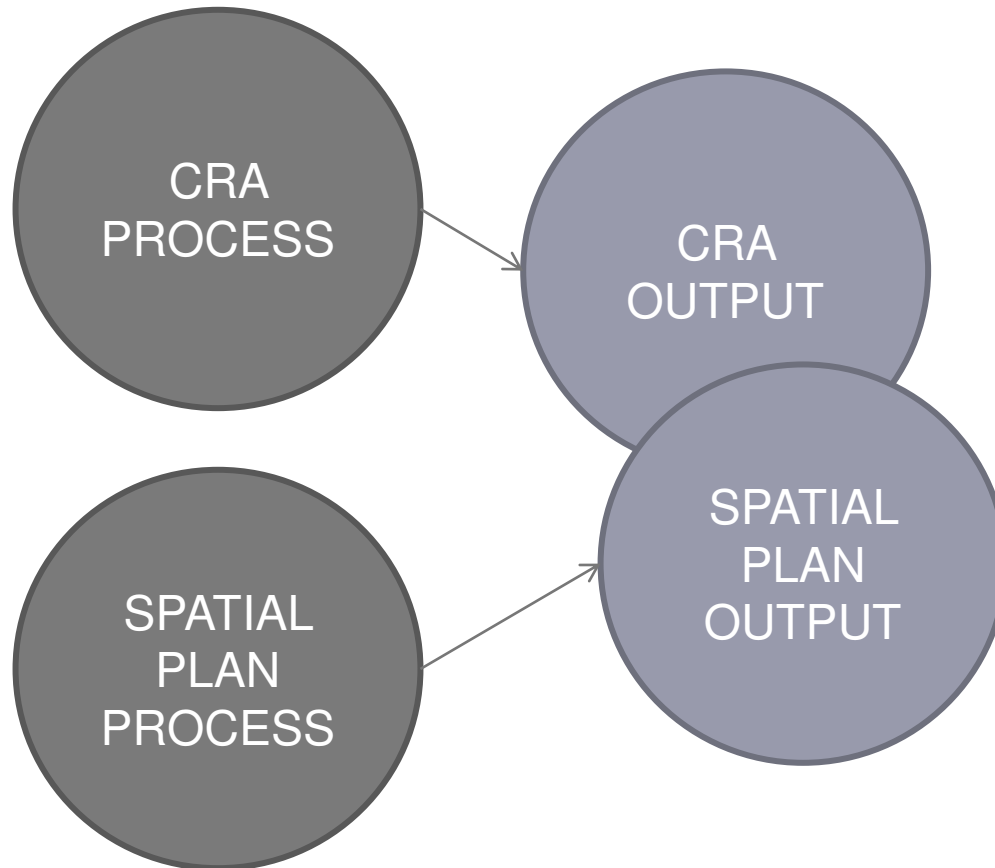 CRA
PROCESS
CRA
OUTPUT
SPATIAL
PLAN
PROCESS
SPATIAL
PLAN
OUTPUT